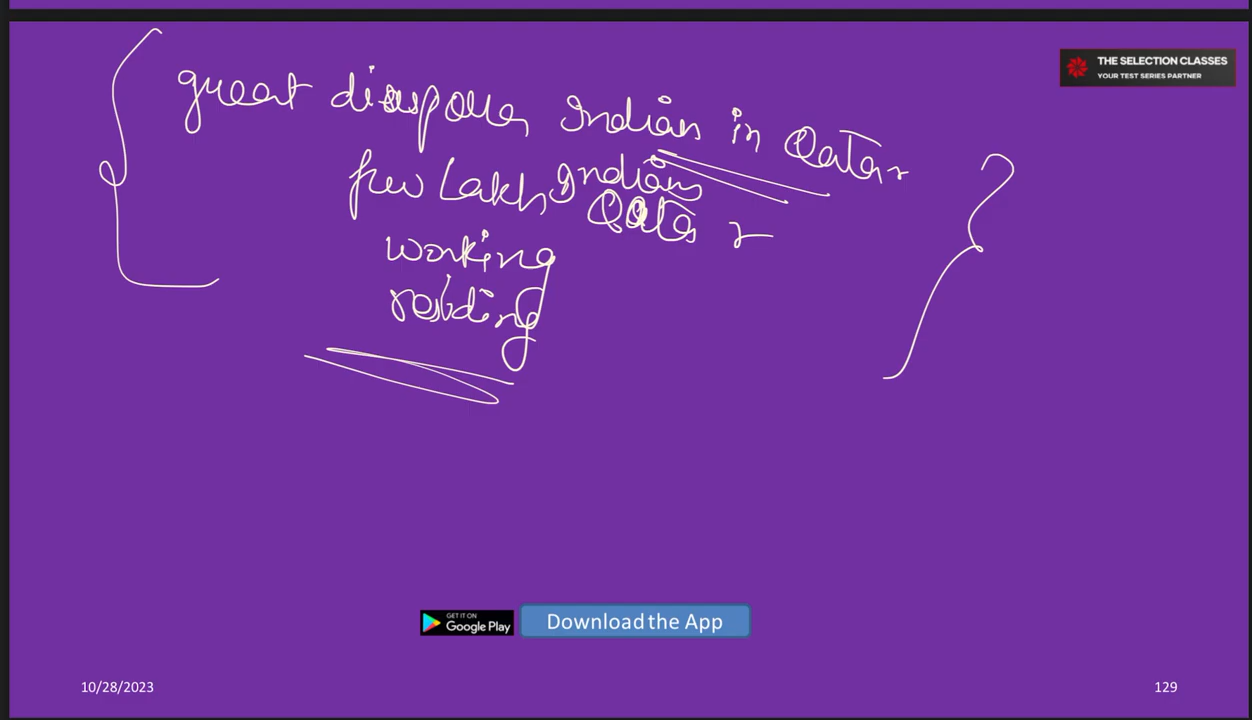 THE SELECTION CLASSES
YOUR TEST SERIES PARTNER
great diaspora Indian in Qatar
few Lakh Indians
Qatar
working
residing
GET IT ON
Google Play
Download the App
10/28/2023
129